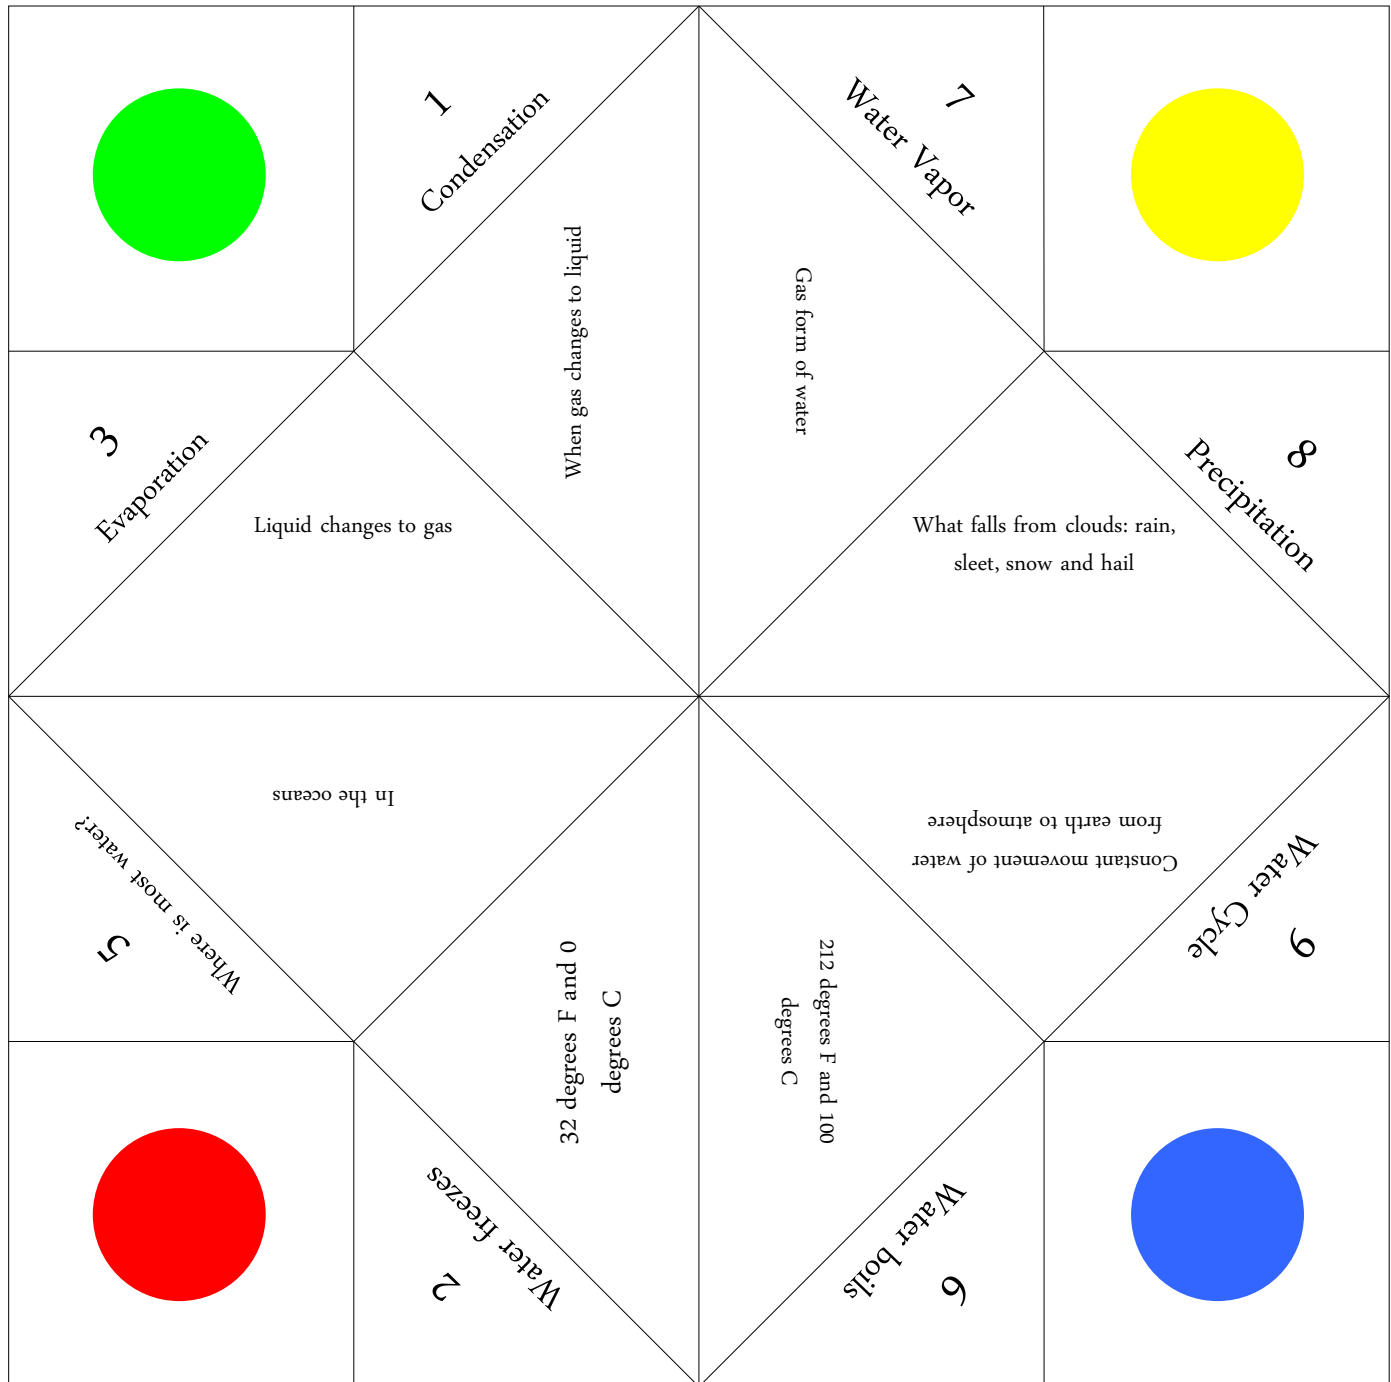 1
Condensation
7
Water Vapor
When gas changes to liquid
Gas form of water
3
Evaporation
8
Precipitation
Liquid changes to gas
What falls from clouds: rain,
sleet, snow and hail
In the oceans
Constant movement of water
from earth to atmosphere
5
Where is most water?
9
Water Cycle
32 degrees F and 0
degrees C
212 degrees F and 100
degrees C
2
Water freezes
6
Water boils